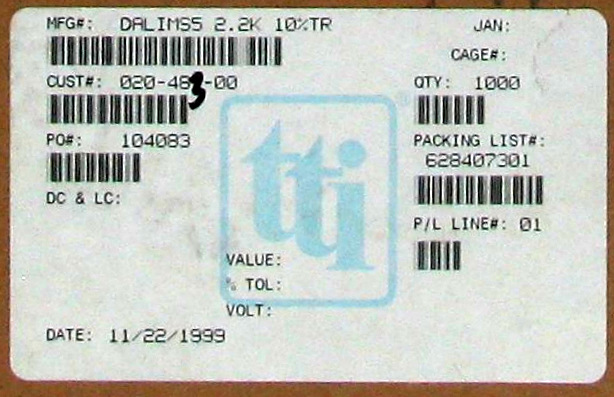 MFG#: DALIMS5 2.2K 10%TR
JAN:
CAGE#:
CUST#: 020-483-00
QTY: 1000
PO#: 104083
PACKING LIST#:
628407301
DC & LC:
P/L LINE#: 01
tti
VALUE:
% TOL:
VOLT:
DATE: 11/22/1999